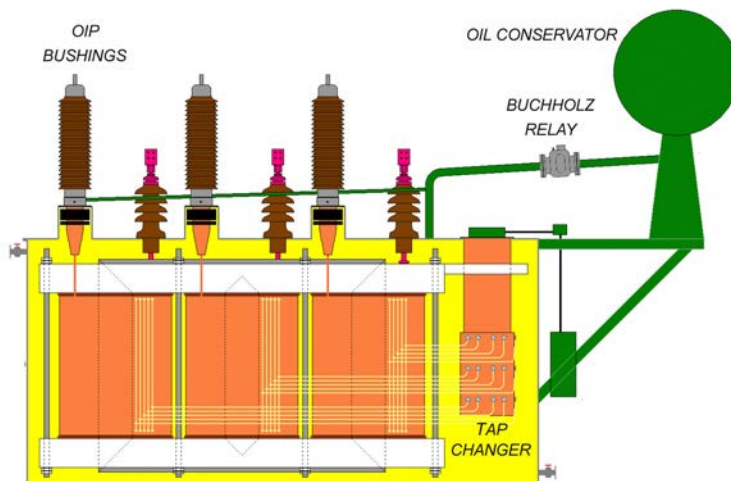 OIP
BUSHINGS
OIL CONSERVATOR
BUCHHOLZ
RELAY
TAP
CHANGER